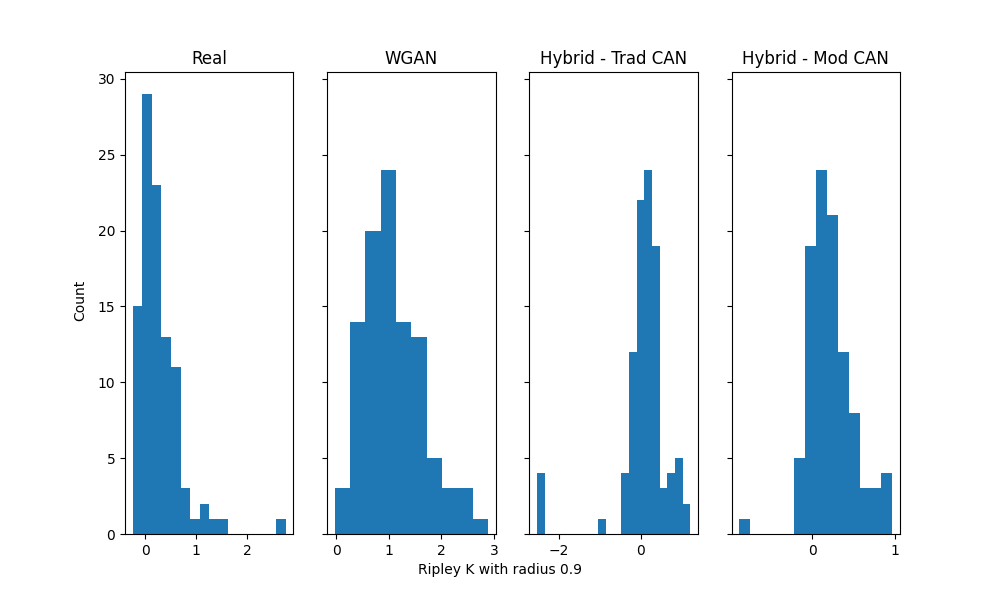 Real
WGAN
Hybrid - Trad CAN
Hybrid - Mod CAN
30
25
20
15
10
5
0
Count
0 1 2
0 1 2 3
−2 0
0 1
Ripley K with radius 0.9